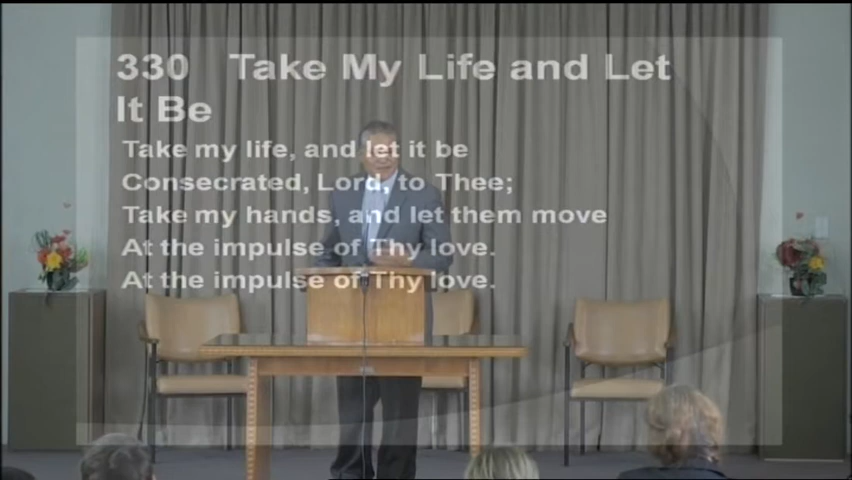 330 Take My Life and Let
It Be
Take my life, and let it be
Consecrated, Lord, to Thee;
Take my hands, and let them move
At the impulse of Thy love.
At the impulse of Thy love.